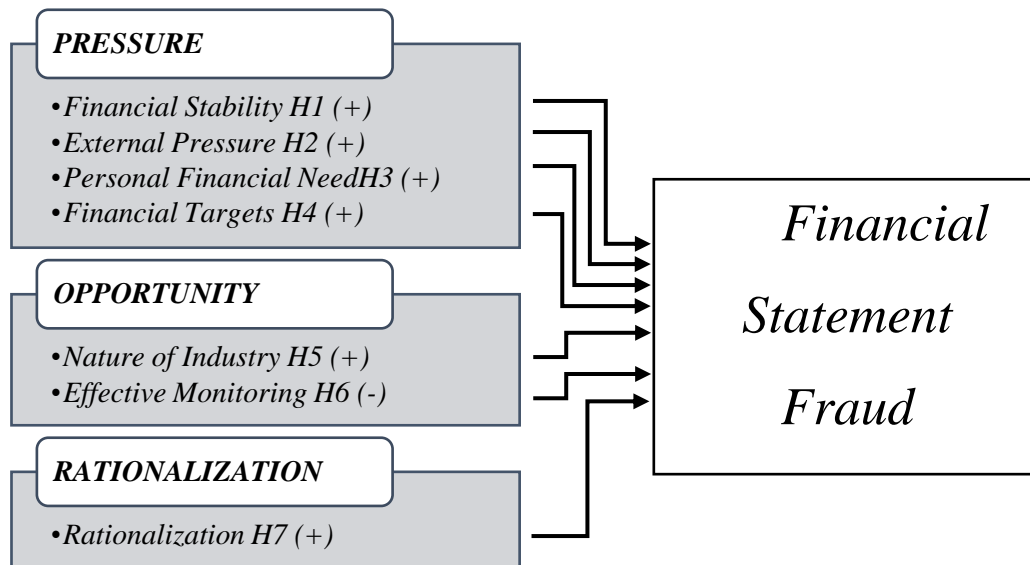 PRESSURE
•Financial Stability H1 (+)
•External Pressure H2 (+)
•Personal Financial NeedH3 (+)
•Financial Targets H4 (+)
OPPORTUNITY
•Nature of Industry H5 (+)
•Effective Monitoring H6 (-)
RATIONALIZATION
•Rationalization H7 (+)
Financial
Statement
Fraud